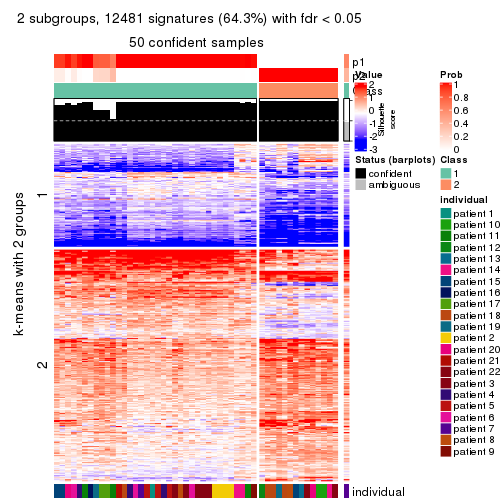 2 subgroups, 12481 signatures (64.3%) with fdr < 0.05
50 confident samples
p1
p2
Class
Silhouette
score
k-means with 2 groups
1
2
individual
Value
2
1
0
-1
-2
-3
Status (barplots)
confident
ambiguous
Prob
1
0.8
0.6
0.4
0.2
0
Class
1
2
individual
patient 1
patient 10
patient 11
patient 12
patient 13
patient 14
patient 15
patient 16
patient 17
patient 18
patient 19
patient 2
patient 20
patient 21
patient 22
patient 3
patient 4
patient 5
patient 6
patient 7
patient 8
patient 9